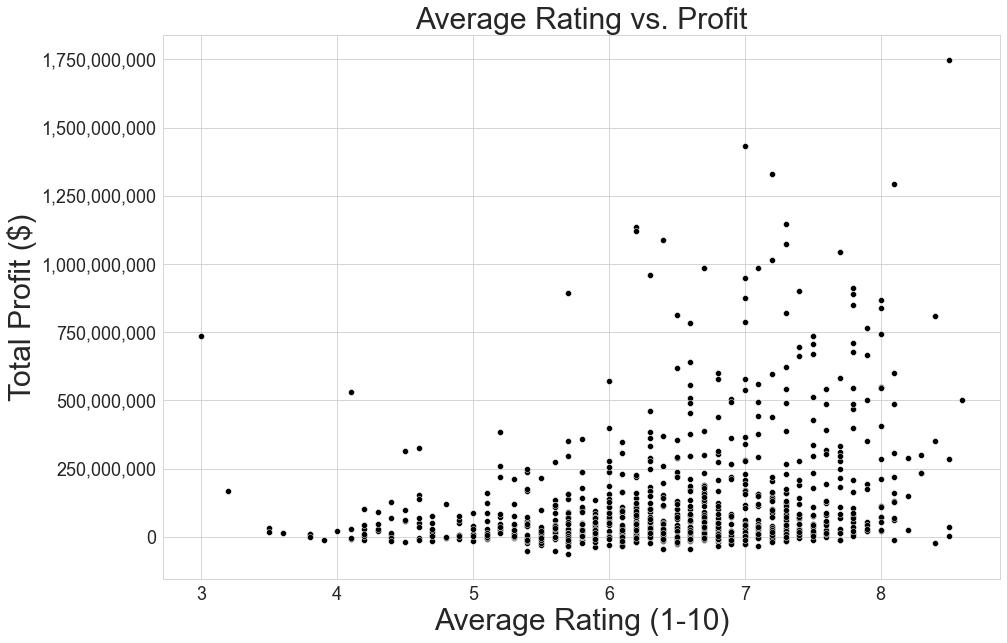 Average Rating vs. Profit
Total Profit ($)
1,750,000,000
1,500,000,000
1,250,000,000
1,000,000,000
750,000,000
500,000,000
250,000,000
0
3 4 5 6 7 8
Average Rating (1-10)